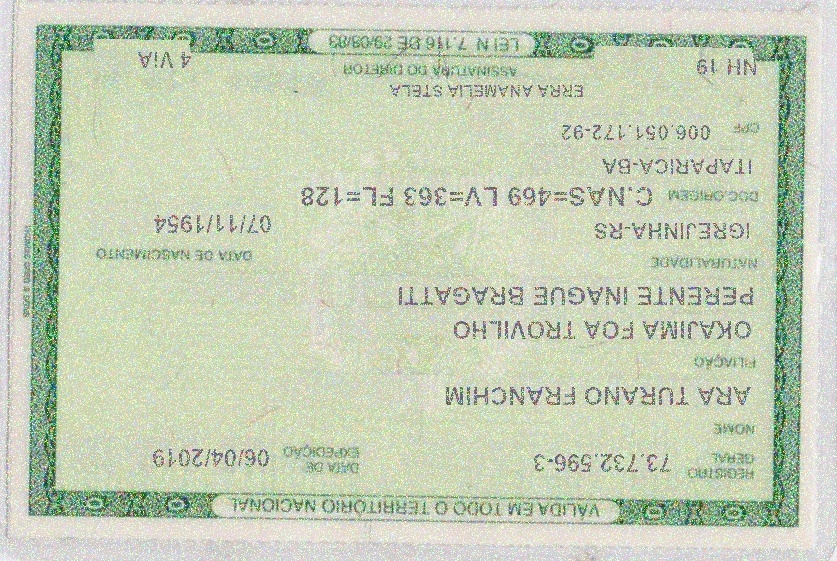 VÁLIDA EM TODO O TERRITÓRIO NACIONAL
REGISTRO GERAL 73.732.596-3 DATA DE EXPEDIÇÃO 06/04/2019
NOME
ARA TURANO FRANCHIM
FILIAÇÃO
OKAJIMA FOA TROVILHO
PERENTE INAGUE BRAGATTI
NATURALIDADE DATA DE NASCIMENTO
IGREJINHA-RS 07/11/1954
DOC.ORIGEM C.NAS=469 LV=363 FL=128
ITAPARICA-BA
CPF 006.051.172-92
ERRA ANAMELIA STELA
NH 19 ASSINATURA DO DIRETOR 4 VIA
LEI N 7.116 DE 29/08/83